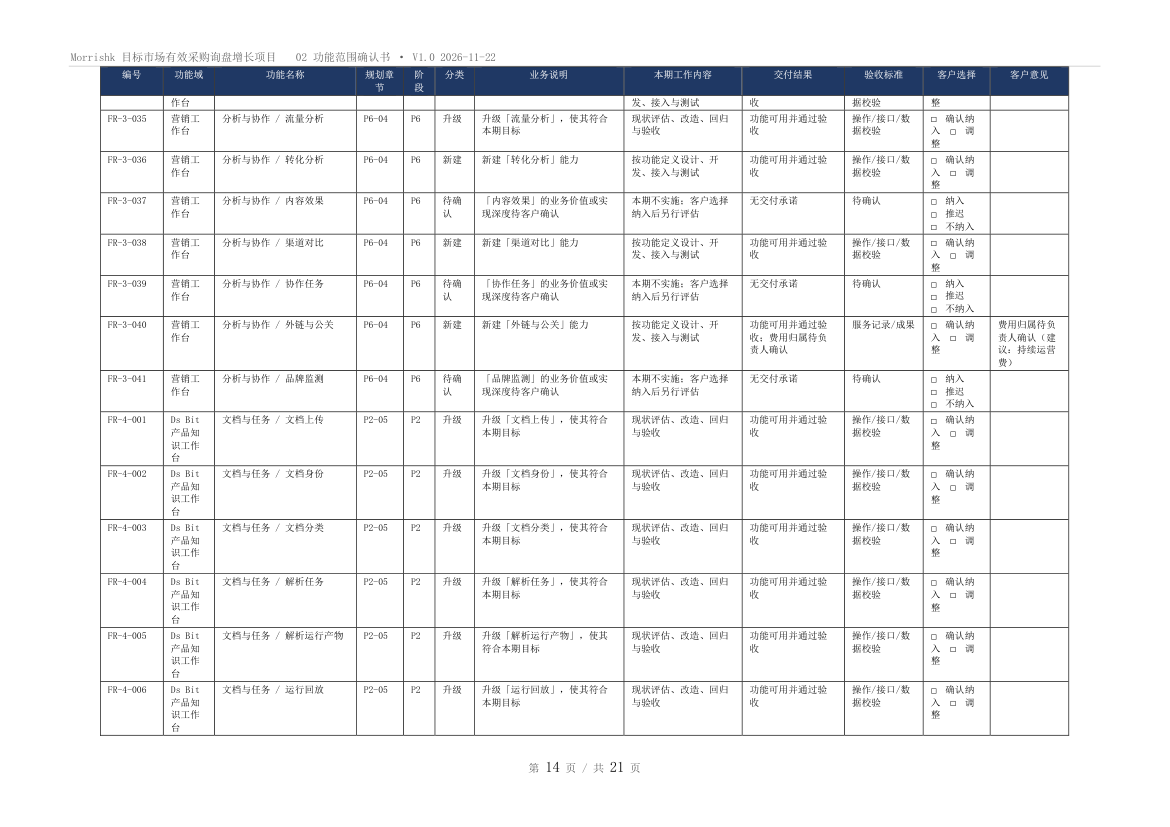 Morrishk 目标市场有效采购询盘增长项目 02 功能范围确认书 • V1.0 2026-11-22
编号 功能域 功能名称 规划章节 阶段 分类 业务说明 本期工作内容 交付结果 验收标准 客户选择 客户意见
作台 发、接入与测试 收 据校验 整
FR-3-035 营销工作台 分析与协作 / 流量分析 P6-04 P6 升级 升级「流量分析」，使其符合本期目标 现状评估、改造、回归与验收 功能可用并通过验收 操作/接口/数据校验 □ 确认纳入 □ 调整
FR-3-036 营销工作台 分析与协作 / 转化分析 P6-04 P6 新建 新建「转化分析」能力 按功能定义设计、开发、接入与测试 功能可用并通过验收 操作/接口/数据校验 □ 确认纳入 □ 调整
FR-3-037 营销工作台 分析与协作 / 内容效果 P6-04 P6 待确认 「内容效果」的业务价值或实现深度待客户确认 本期不实施；客户选择纳入后另行评估 无交付承诺 待确认 □ 纳入 □ 推迟 □ 不纳入
FR-3-038 营销工作台 分析与协作 / 渠道对比 P6-04 P6 新建 新建「渠道对比」能力 按功能定义设计、开发、接入与测试 功能可用并通过验收 操作/接口/数据校验 □ 确认纳入 □ 调整
FR-3-039 营销工作台 分析与协作 / 协作任务 P6-04 P6 待确认 「协作任务」的业务价值或实现深度待客户确认 本期不实施；客户选择纳入后另行评估 无交付承诺 待确认 □ 纳入 □ 推迟 □ 不纳入
FR-3-040 营销工作台 分析与协作 / 外链与公关 P6-04 P6 新建 新建「外链与公关」能力 按功能定义设计、开发、接入与测试 功能可用并通过验收；费用归属待负责人确认 服务记录/成果 □ 确认纳入 □ 调整 费用归属待负责人确认（建议：持续运营费）
FR-3-041 营销工作台 分析与协作 / 品牌监测 P6-04 P6 待确认 「品牌监测」的业务价值或实现深度待客户确认 本期不实施；客户选择纳入后另行评估 无交付承诺 待确认 □ 纳入 □ 推迟 □ 不纳入
FR-4-001 Ds Bit 产品知识工作台 文档与任务 / 文档上传 P2-05 P2 升级 升级「文档上传」，使其符合本期目标 现状评估、改造、回归与验收 功能可用并通过验收 操作/接口/数据校验 □ 确认纳入 □ 调整
FR-4-002 Ds Bit 产品知识工作台 文档与任务 / 文档身份 P2-05 P2 升级 升级「文档身份」，使其符合本期目标 现状评估、改造、回归与验收 功能可用并通过验收 操作/接口/数据校验 □ 确认纳入 □ 调整
FR-4-003 Ds Bit 产品知识工作台 文档与任务 / 文档分类 P2-05 P2 升级 升级「文档分类」，使其符合本期目标 现状评估、改造、回归与验收 功能可用并通过验收 操作/接口/数据校验 □ 确认纳入 □ 调整
FR-4-004 Ds Bit 产品知识工作台 文档与任务 / 解析任务 P2-05 P2 升级 升级「解析任务」，使其符合本期目标 现状评估、改造、回归与验收 功能可用并通过验收 操作/接口/数据校验 □ 确认纳入 □ 调整
FR-4-005 Ds Bit 产品知识工作台 文档与任务 / 解析运行产物 P2-05 P2 升级 升级「解析运行产物」，使其符合本期目标 现状评估、改造、回归与验收 功能可用并通过验收 操作/接口/数据校验 □ 确认纳入 □ 调整
FR-4-006 Ds Bit 产品知识工作台 文档与任务 / 运行回放 P2-05 P2 升级 升级「运行回放」，使其符合本期目标 现状评估、改造、回归与验收 功能可用并通过验收 操作/接口/数据校验 □ 确认纳入 □ 调整
第 14 页 / 共 21 页